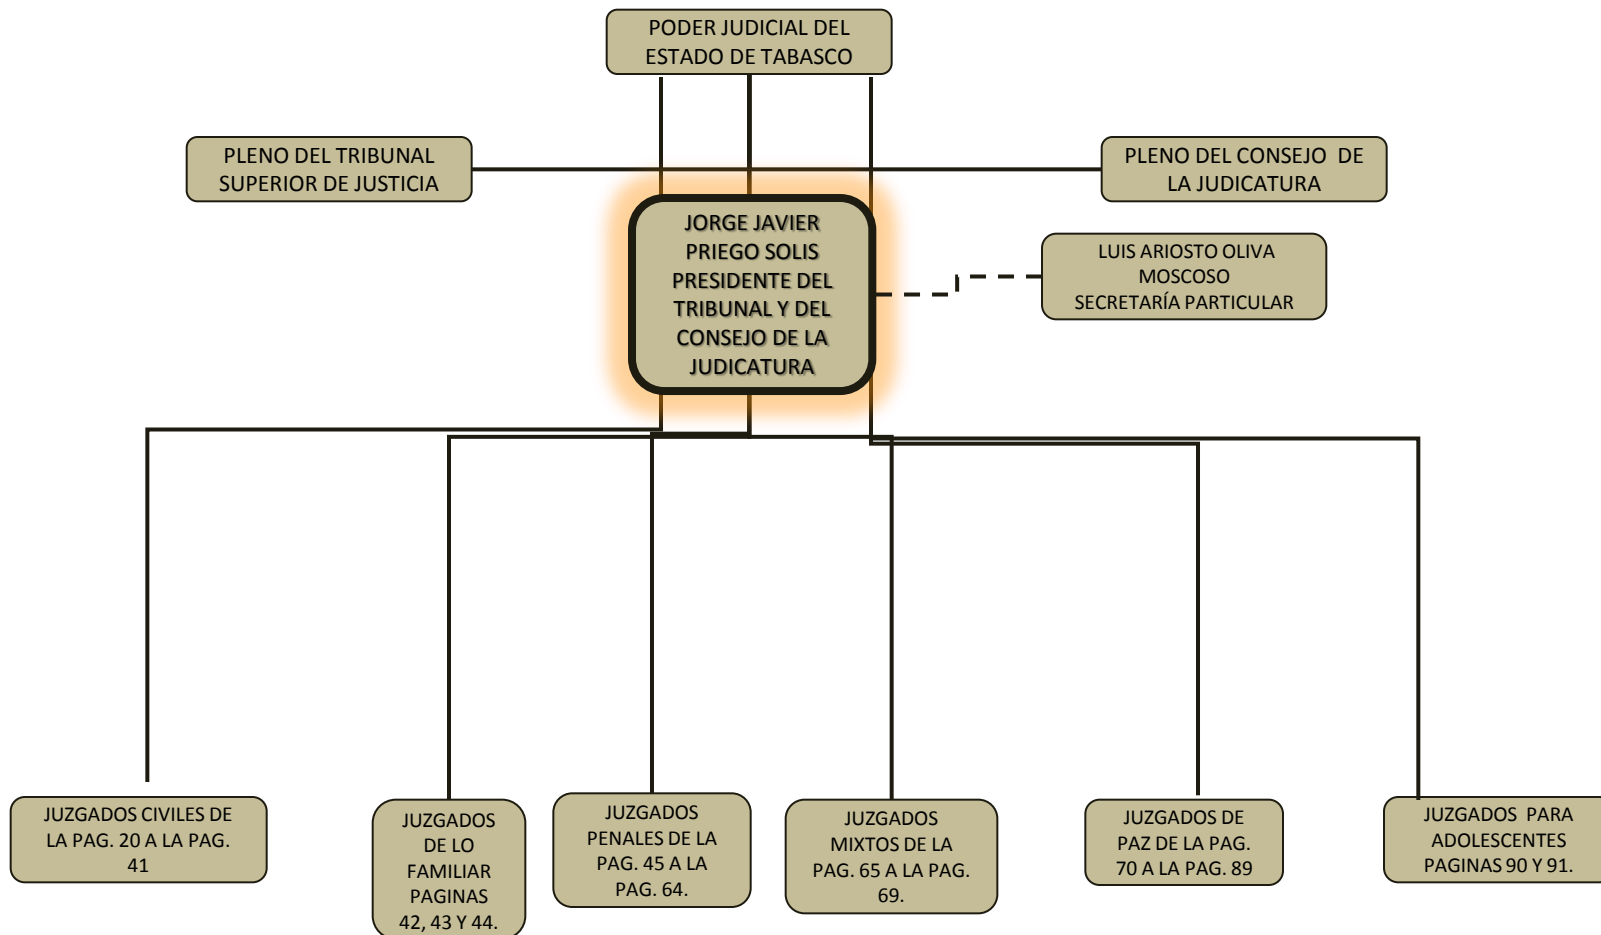 PODER JUDICIAL DEL
ESTADO DE TABASCO
PLENO DEL TRIBUNAL
SUPERIOR DE JUSTICIA
PLENO DEL CONSEJO DE
LA JUDICATURA
JORGE JAVIER
PRIEGO SOLIS
PRESIDENTE DEL
TRIBUNAL Y DEL
CONSEJO DE LA
JUDICATURA
LUIS ARIOSTO OLIVA
MOSCOSO
SECRETARÍA PARTICULAR
JUZGADOS CIVILES DE
LA PAG. 20 A LA PAG.
41
JUZGADOS
DE LO
FAMILIAR
PAGINAS
42, 43 Y 44.
JUZGADOS
PENALES DE LA
PAG. 45 A LA
PAG. 64.
JUZGADOS
MIXTOS DE LA
PAG. 65 A LA PAG.
69.
JUZGADOS DE
PAZ DE LA PAG.
70 A LA PAG. 89
JUZGADOS PARA
ADOLESCENTES
PAGINAS 90 Y 91.